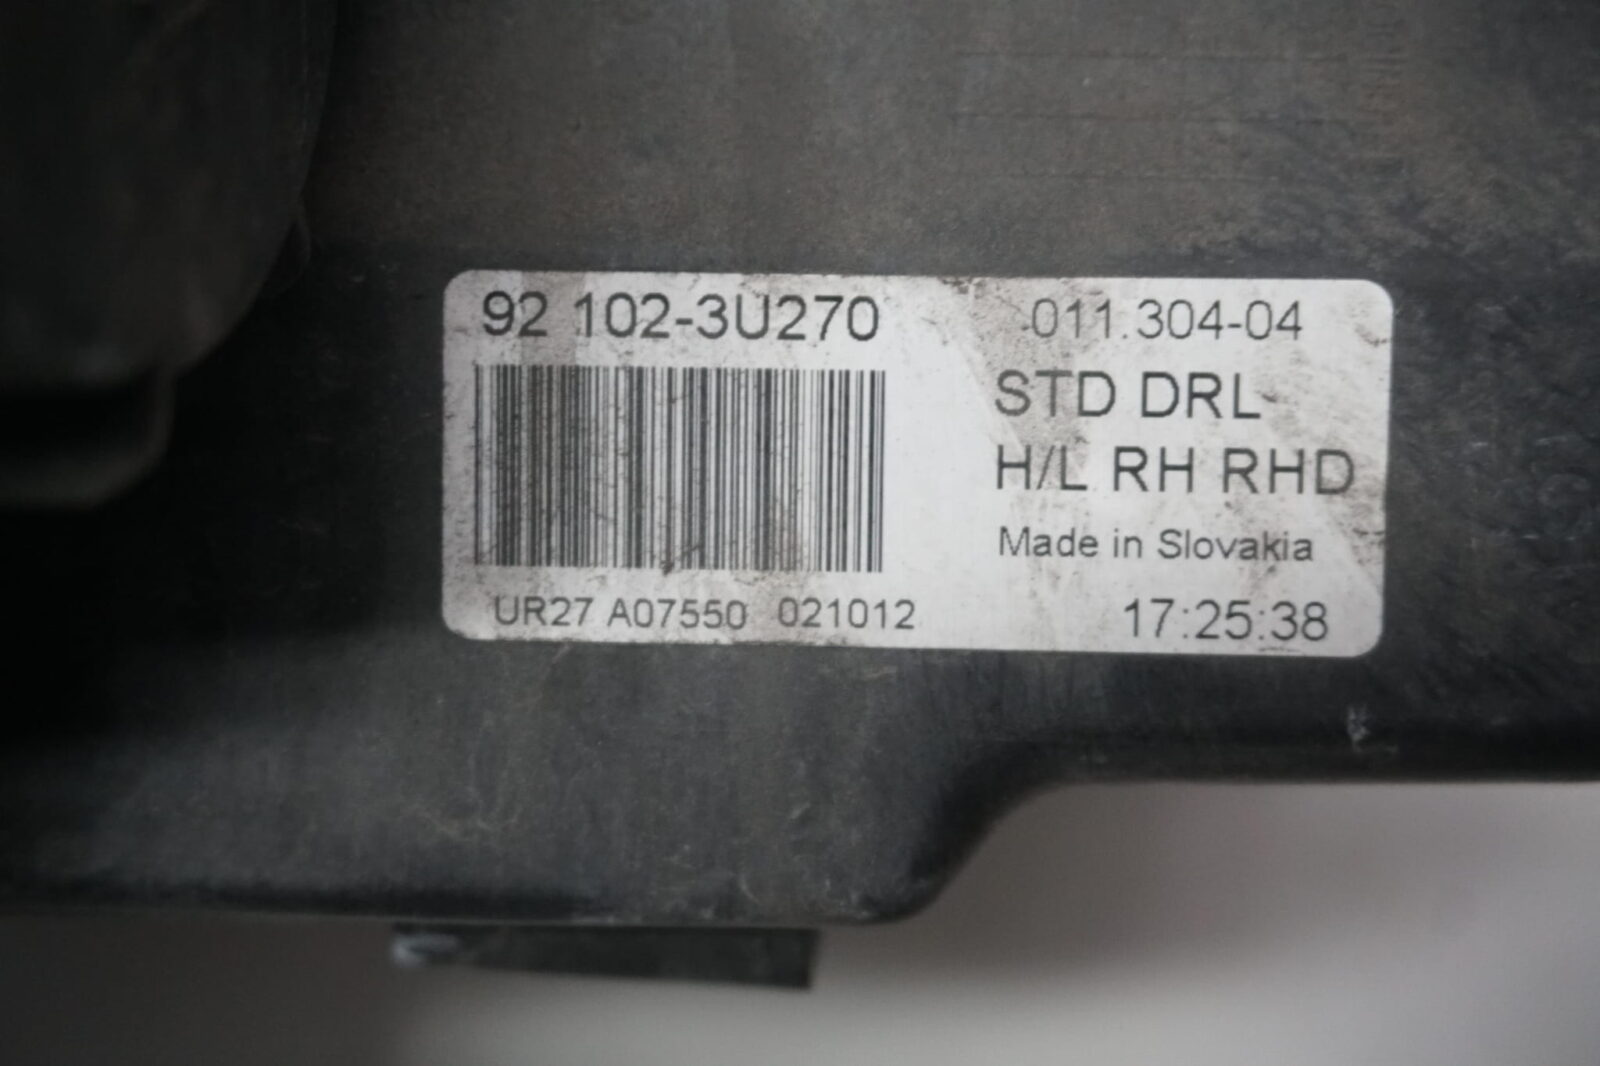 92 102-3U270
011.304-04
STD DRL
H/L RH RHD
Made in Slovakia
UR27 A07550 021012
17:25:38